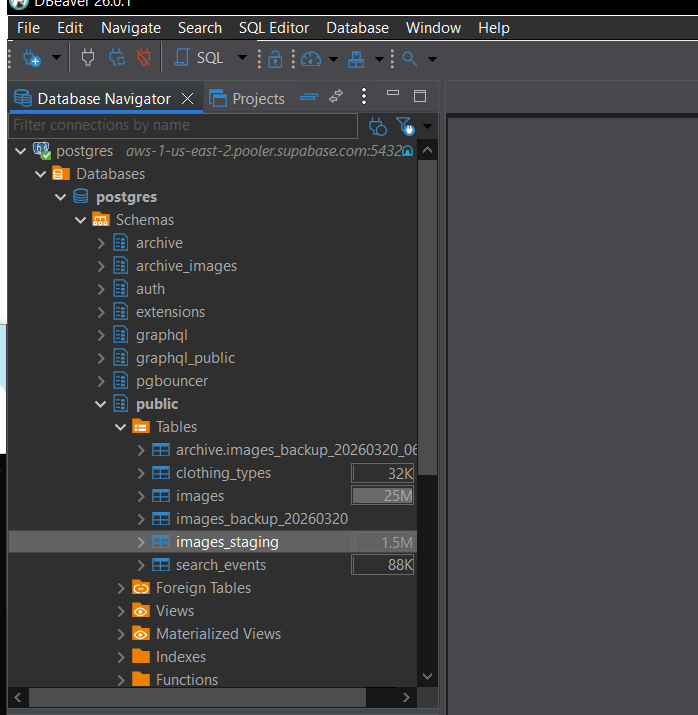 DBeaver 26.0.1
File Edit Navigate Search SQL Editor Database Window Help
SQL
Database Navigator Projects
Filter connections by name
postgres aws-1-us-east-2.pooler.supabase.com:5432
Databases
postgres
Schemas
archive
archive_images
auth
extensions
graphql
graphql_public
pgbouncer
public
Tables
archive.images_backup_20260320_06
clothing_types 32K
images 25M
images_backup_20260320
images_staging 1.5M
search_events 88K
Foreign Tables
Views
Materialized Views
Indexes
Functions